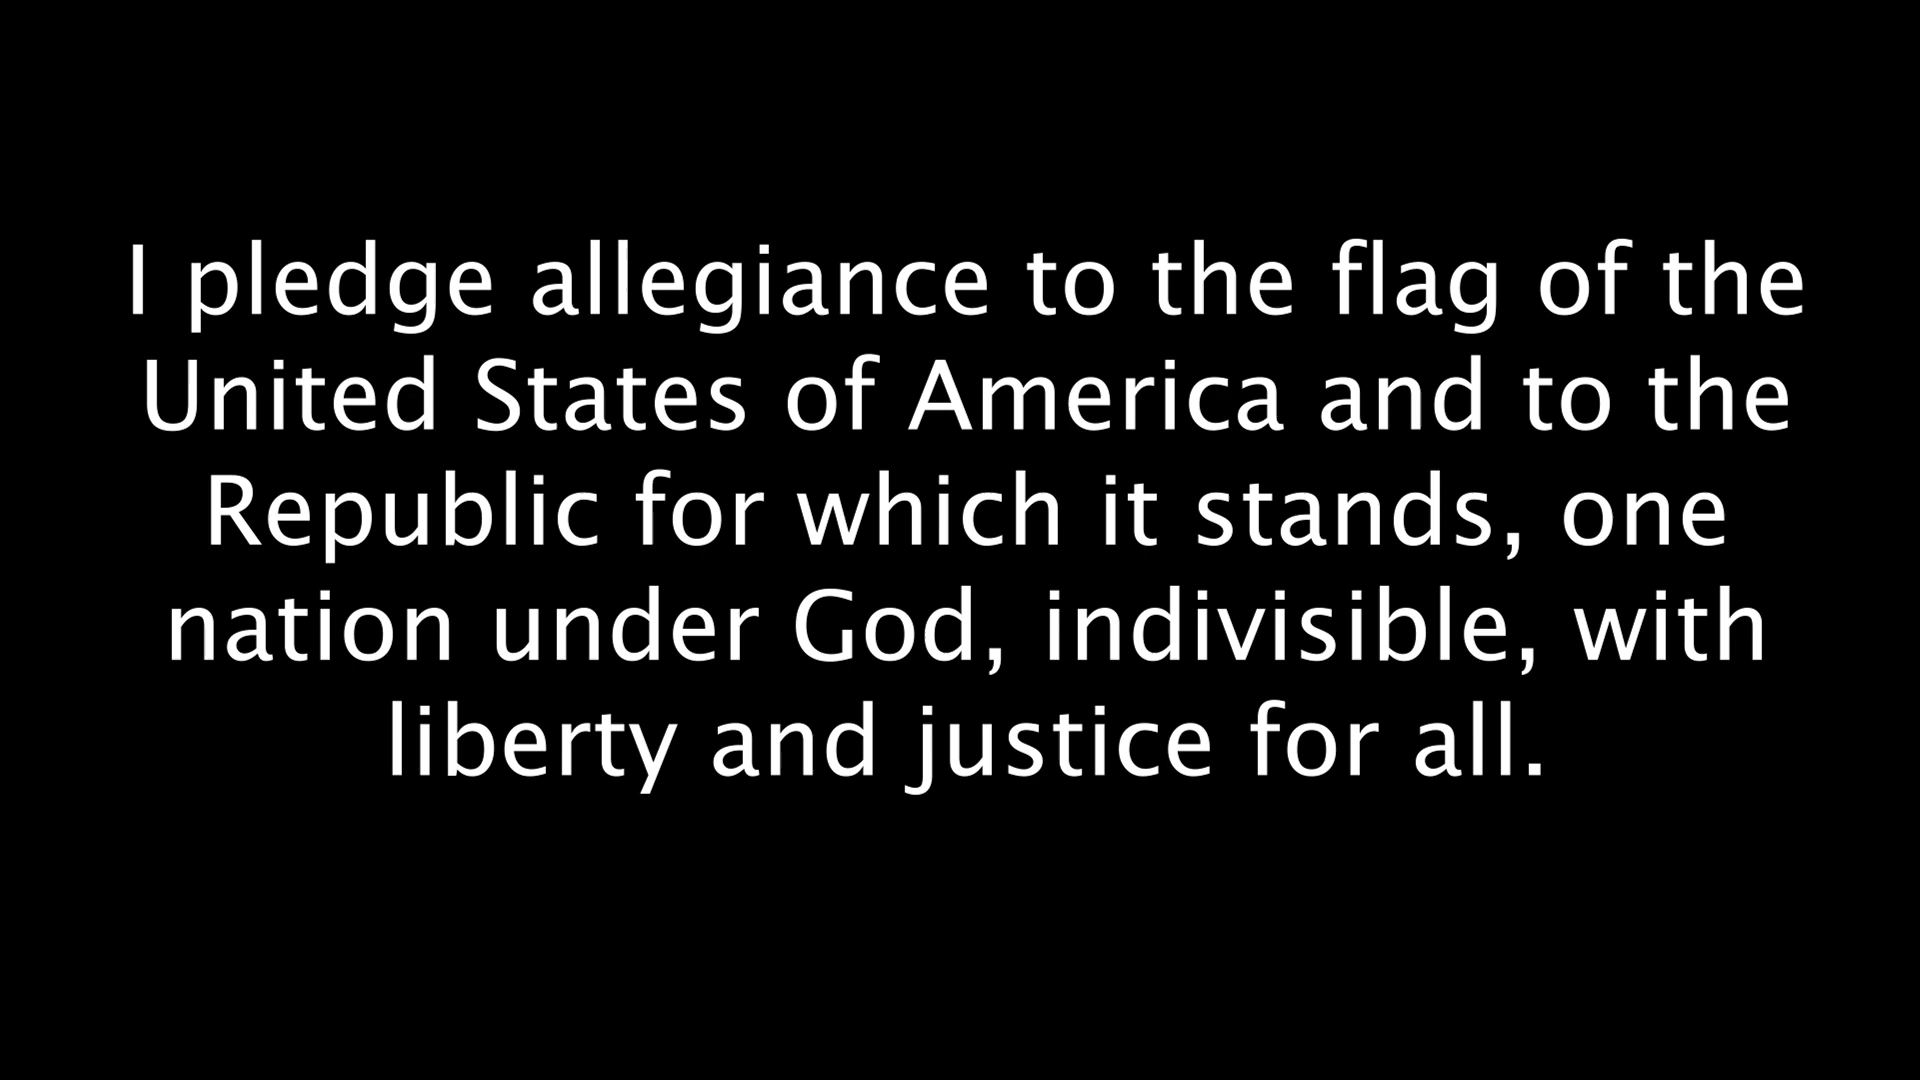 I pledge allegiance to the flag of the
United States of America and to the
Republic for which it stands, one
nation under God, indivisible, with
liberty and justice for all.